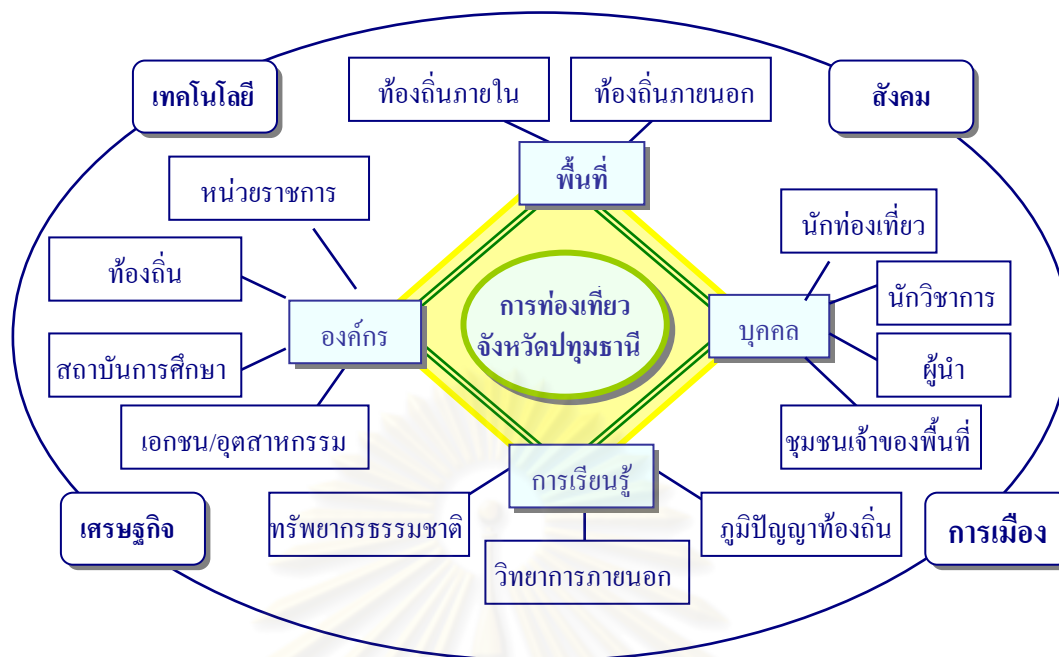 เทคโนโลยี
ท้องถิ่นภายใน
ท้องถิ่นภายนอก
สังคม
พื้นที่
หน่วยราชการ
นักท่องเที่ยว
ท้องถิ่น
นักวิชาการ
องค์กร
การท่องเที่ยว
จังหวัดปทุมธานี
บุคคล
สถาบันการศึกษา
ผู้นำ
เอกชน/อุตสาหกรรม
ชุมชนเจ้าของพื้นที่
การเรียนรู้
เศรษฐกิจ
ทรัพยากรธรรมชาติ
ภูมิปัญญาท้องถิ่น
การเมือง
วิทยาการภายนอก